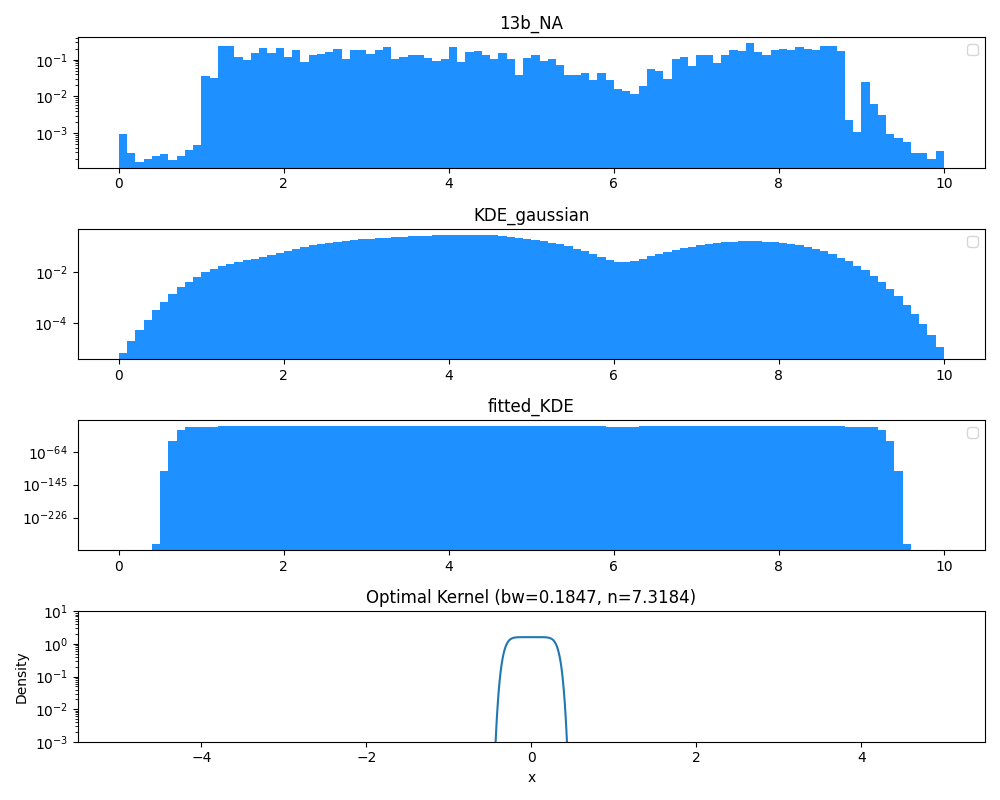 13b_NA
10⁻¹
10⁻²
10⁻³
0 2 4 6 8 10
KDE_gaussian
10⁻²
10⁻⁴
0 2 4 6 8 10
fitted_KDE
10⁻⁶⁴
10⁻¹⁴⁵
10⁻²²⁶
0 2 4 6 8 10
Optimal Kernel (bw=0.1847, n=7.3184)
10¹
10⁰
10⁻¹
10⁻²
10⁻³
Density
−4 −2 0 2 4
x